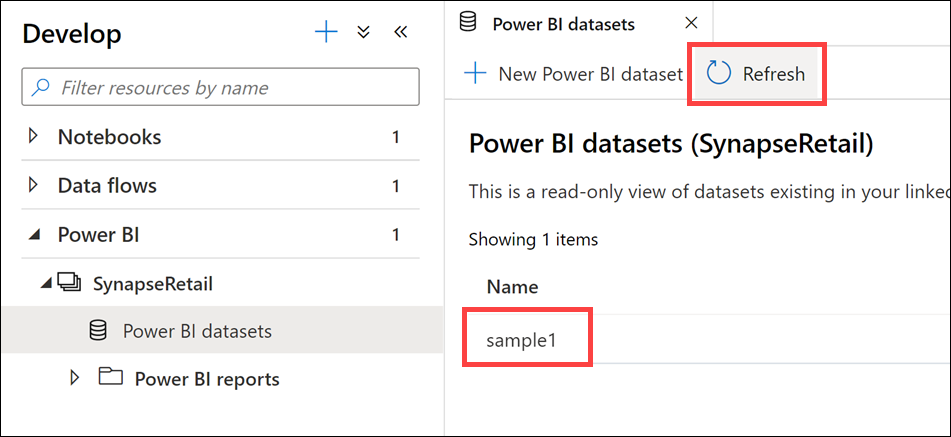 Develop
Filter resources by name
Notebooks 1
Data flows 1
Power BI 1
SynapseRetail
Power BI datasets
Power BI reports
Power BI datasets
New Power BI dataset Refresh
Power BI datasets (SynapseRetail)
This is a read-only view of datasets existing in your linked
Showing 1 items
Name
sample1